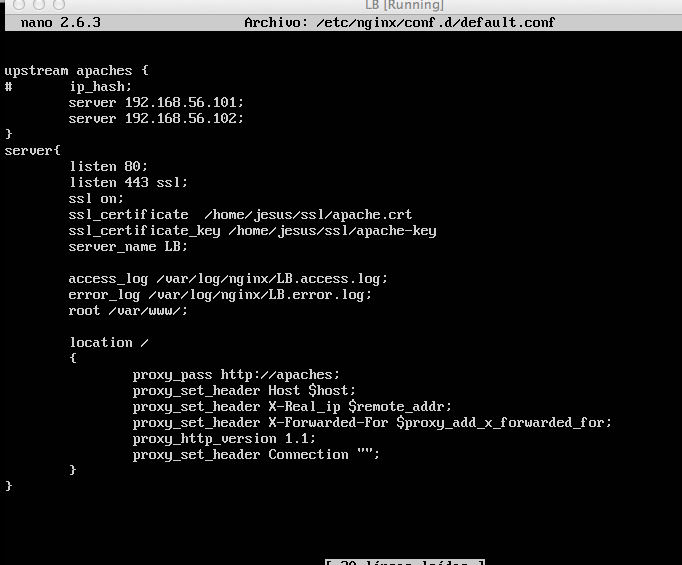 LB [Running]
nano 2.6.3 Archivo: /etc/nginx/conf.d/default.conf
upstream apaches {
# ip_hash;
server 192.168.56.101;
server 192.168.56.102;
}
server{
listen 80;
listen 443 ssl;
ssl on;
ssl_certificate /home/jesus/ssl/apache.crt
ssl_certificate_key /home/jesus/ssl/apache-key
server_name LB;
access_log /var/log/nginx/LB.access.log;
error_log /var/log/nginx/LB.error.log;
root /var/www/;
location /
{
proxy_pass http://apaches;
proxy_set_header Host $host;
proxy_set_header X-Real_ip $remote_addr;
proxy_set_header X-Forwarded-For $proxy_add_x_forwarded_for;
proxy_http_version 1.1;
proxy_set_header Connection "";
}
}